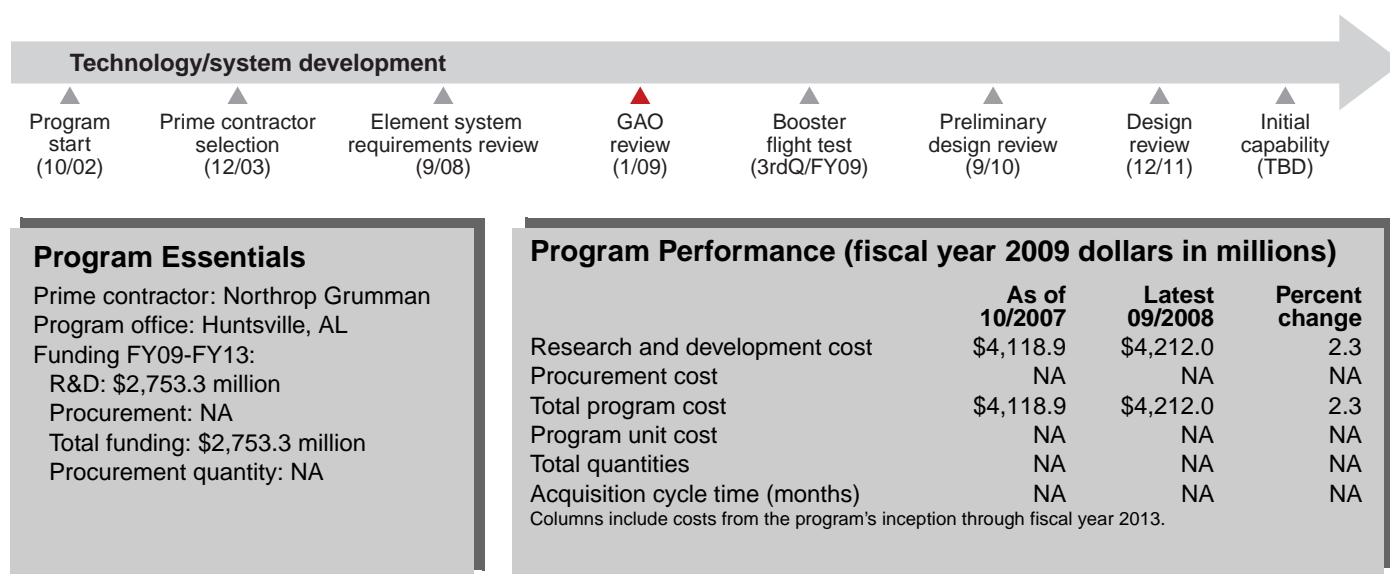 Technology/system development
Program
start
(10/02)
Prime contractor
selection
(12/03)
Element system
requirements review
(9/08)
GAO
review
(1/09)
Booster
flight test
(3rdQ/FY09)
Preliminary
design review
(9/10)
Design
review
(12/11)
Initial
capability
(TBD)
Program Essentials
Prime contractor: Northrop Grumman
Program office: Huntsville, AL
Funding FY09-FY13:
R&D: $2,753.3 million
Procurement: NA
Total funding: $2,753.3 million
Procurement quantity: NA
Program Performance (fiscal year 2009 dollars in millions)
As of Latest Percent
10/2007 09/2008 change
Research and development cost $4,118.9 $4,212.0 2.3
Procurement cost NA NA NA
Total program cost $4,118.9 $4,212.0 2.3
Program unit cost NA NA NA
Total quantities NA NA NA
Acquisition cycle time (months) NA NA NA
Columns include costs from the program's inception through fiscal year 2013.